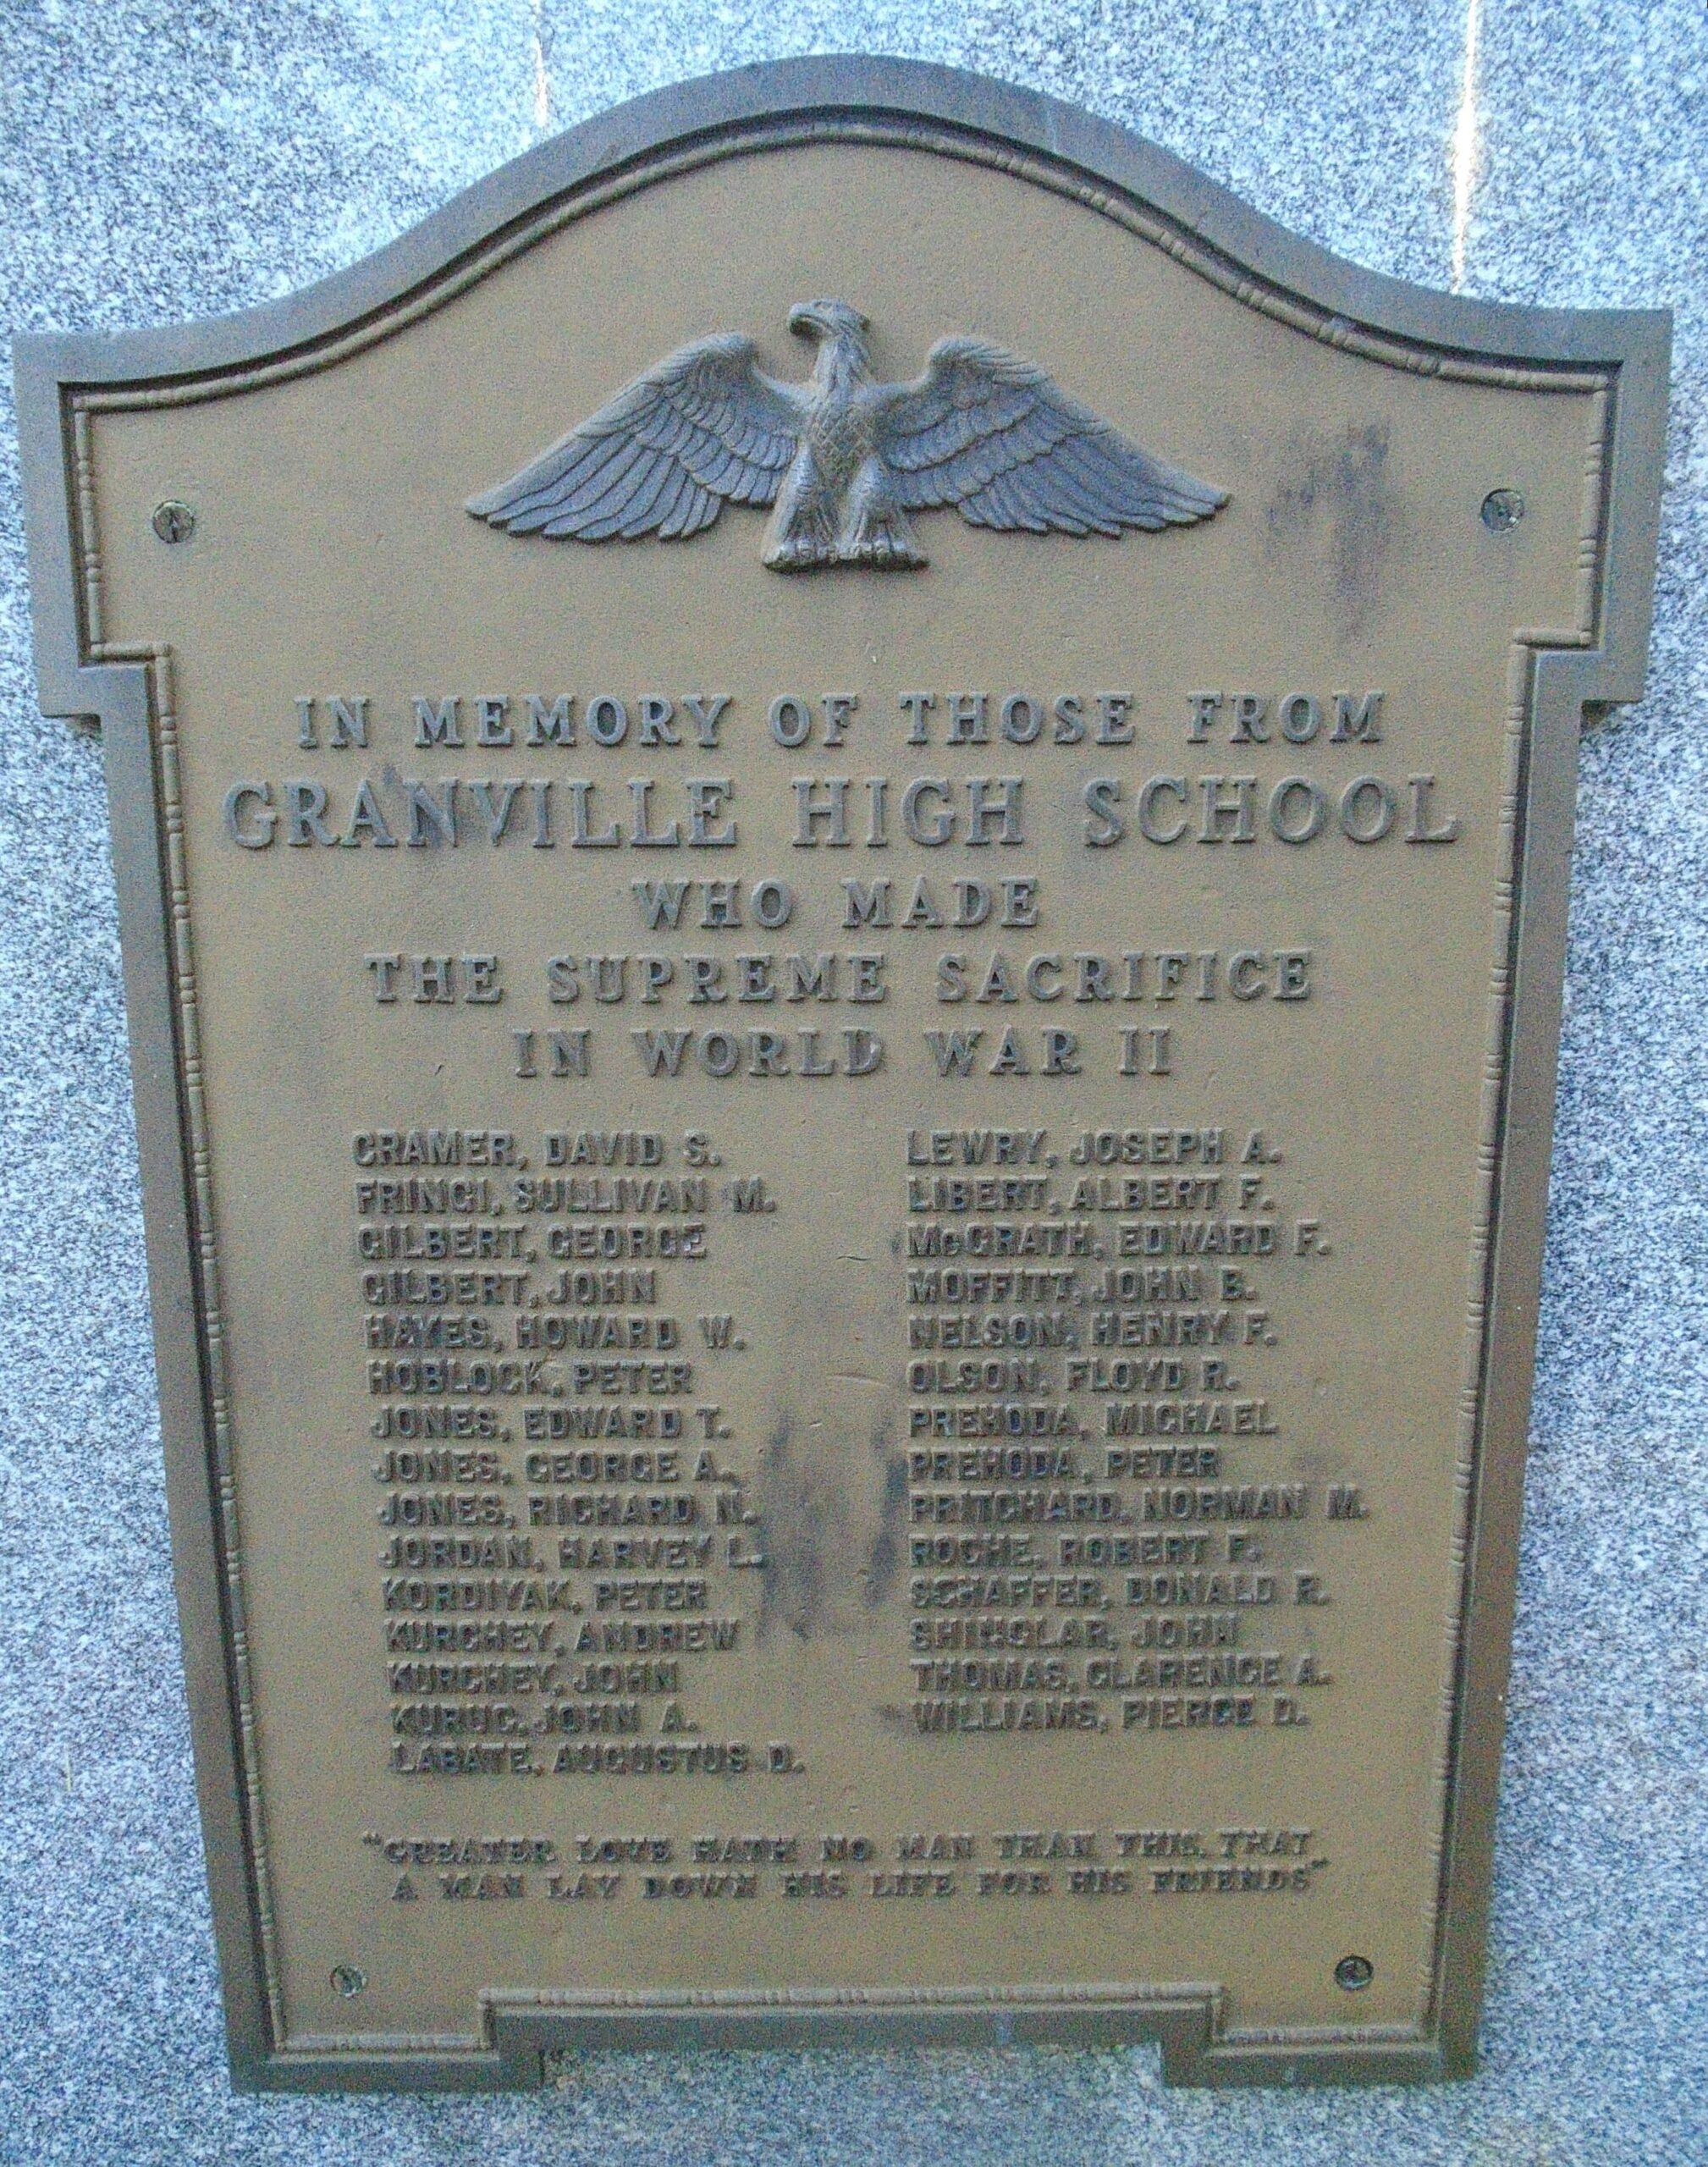 IN MEMORY OF THOSE FROM
GRANVILLE HIGH SCHOOL
WHO MADE
THE SUPREME SACRIFICE
IN WORLD WAR II
CRAMER, DAVID S.
FRINGI, SULLIVAN M.
GILBERT, GEORGE
GILBERT, JOHN
HAYES, HOWARD W.
HOBLOCK, PETER
JONES, EDWARD T.
JONES, GEORGE A.
JONES, RICHARD N.
JORDAN, HARVEY L.
KORDIYAK, PETER
KURCHEY, ANDREW
KURCHEY, JOHN
JOHN A.
LABATE, AUGUSTUS D.
LEWRY, JOSEPH A.
LIBERT, ALBERT F.
McGRATH, EDWARD F.
MOFFITT, JOHN B.
NELSON, HENRY F.
OLSON, FLOYD R.
PREHODA, MICHAEL
PREHODA, PETER
PRITCHARD, NORMAN M.
ROCHE, ROBERT F.
SCHAFFER, DONALD R.
JOHN
THOMAS, CLARENCE A.
WILLIAMS, PIERCE D.
"GREATER LOVE HATH NO MAN THAN THIS, THAT
A MAN LAY DOWN HIS LIFE FOR HIS FRIENDS"